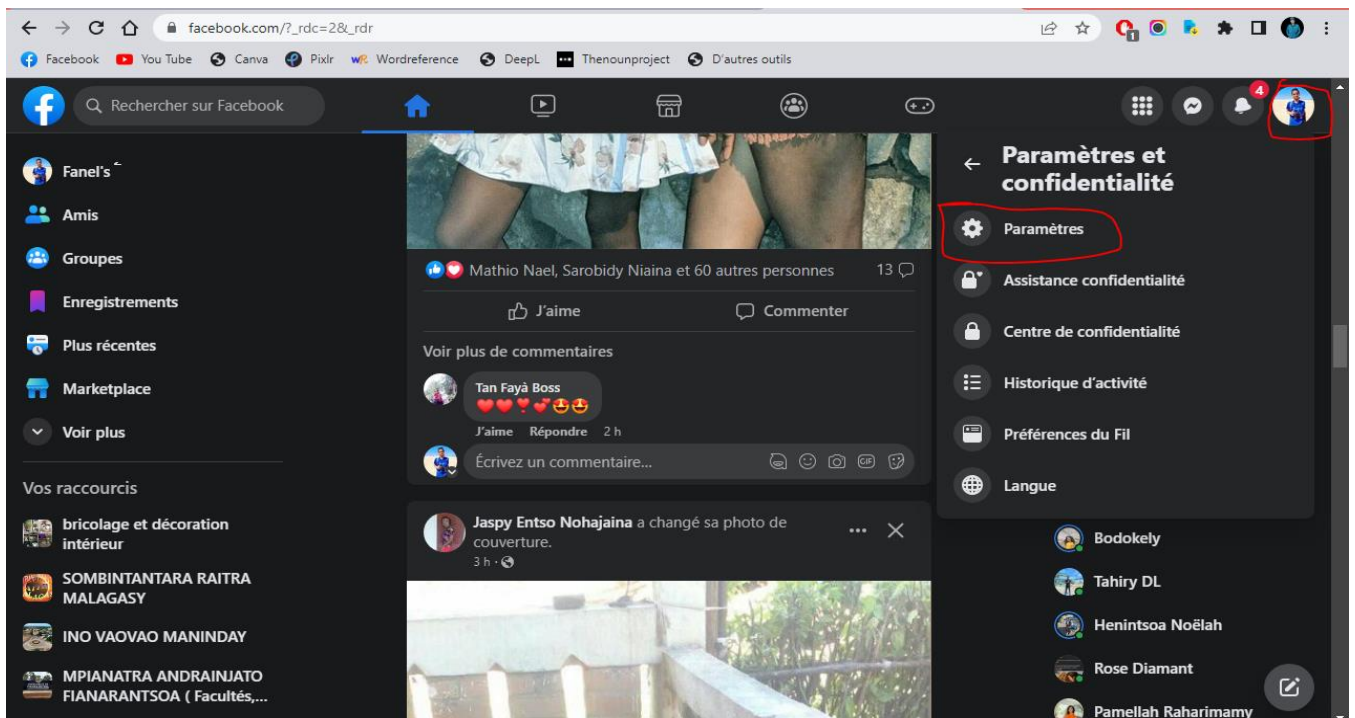 facebook.com/?_rdc=2&_rdr
Facebook
You Tube
Canva
Pixlr
WR. Wordreference
DeepL
Thenounproject
D'autres outils
Rechercher sur Facebook
4
Fanel's
Amis
Groupes
Enregistrements
Plus récentes
Marketplace
Voir plus
Vos raccourcis
bricolage et décoration
intérieur
SOMBINTANTARA RAITRA
MALAGASY
INO VAOVAO MANINDAY
MPIANATRA ANDRAINJATO
FIANARANTSOA ( Facultés,...
Mathio Nael, Sarobidy Niaina et 60 autres personnes 13
J'aime
Commenter
Voir plus de commentaires
Tan Fayà Boss
J'aime Répondre 2 h
Écrivez un commentaire...
GIF
Jaspy Entso Nohajaina a changé sa photo de
couverture.
3 h ·
Paramètres et
confidentialité
Paramètres
Assistance confidentialité
Centre de confidentialité
Historique d'activité
Préférences du Fil
Langue
Bodokely
Tahiry DL
Henintsoa Noëlah
Rose Diamant
Pamellah Raharimamy